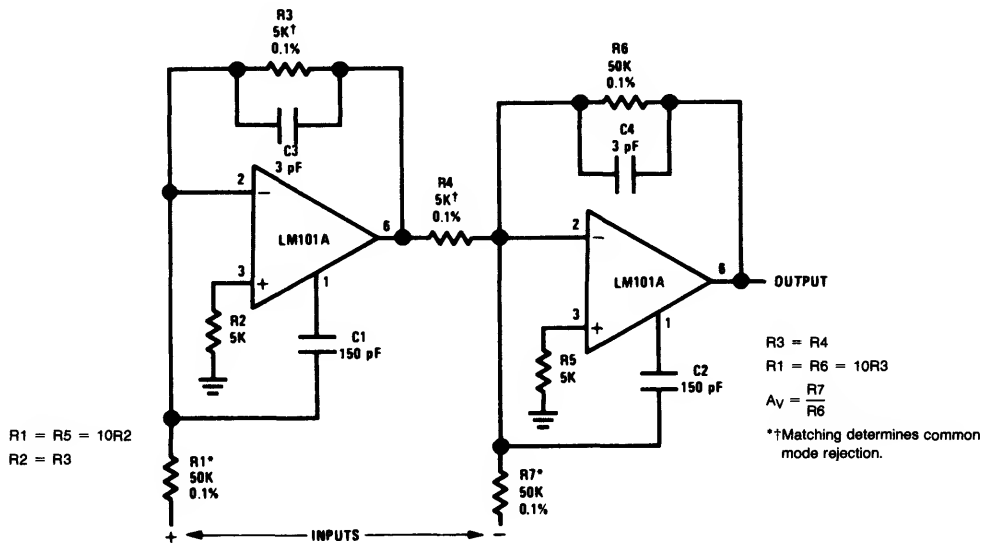 R3
5K†
0.1%
C3
3 pF
2
−
LM101A
6
3
+
1
R2
5K
C1
150 pF
R4
5K†
0.1%
R6
50K
0.1%
C4
3 pF
2
−
LM101A
6
OUTPUT
3
+
1
R5
5K
C2
150 pF
R3 = R4
R1 = R6 = 10R3
AV = R7
R6
*†Matching determines common
mode rejection.
R1 = R5 = 10R2
R2 = R3
R1*
50K
0.1%
R7*
50K
0.1%
+ INPUTS −